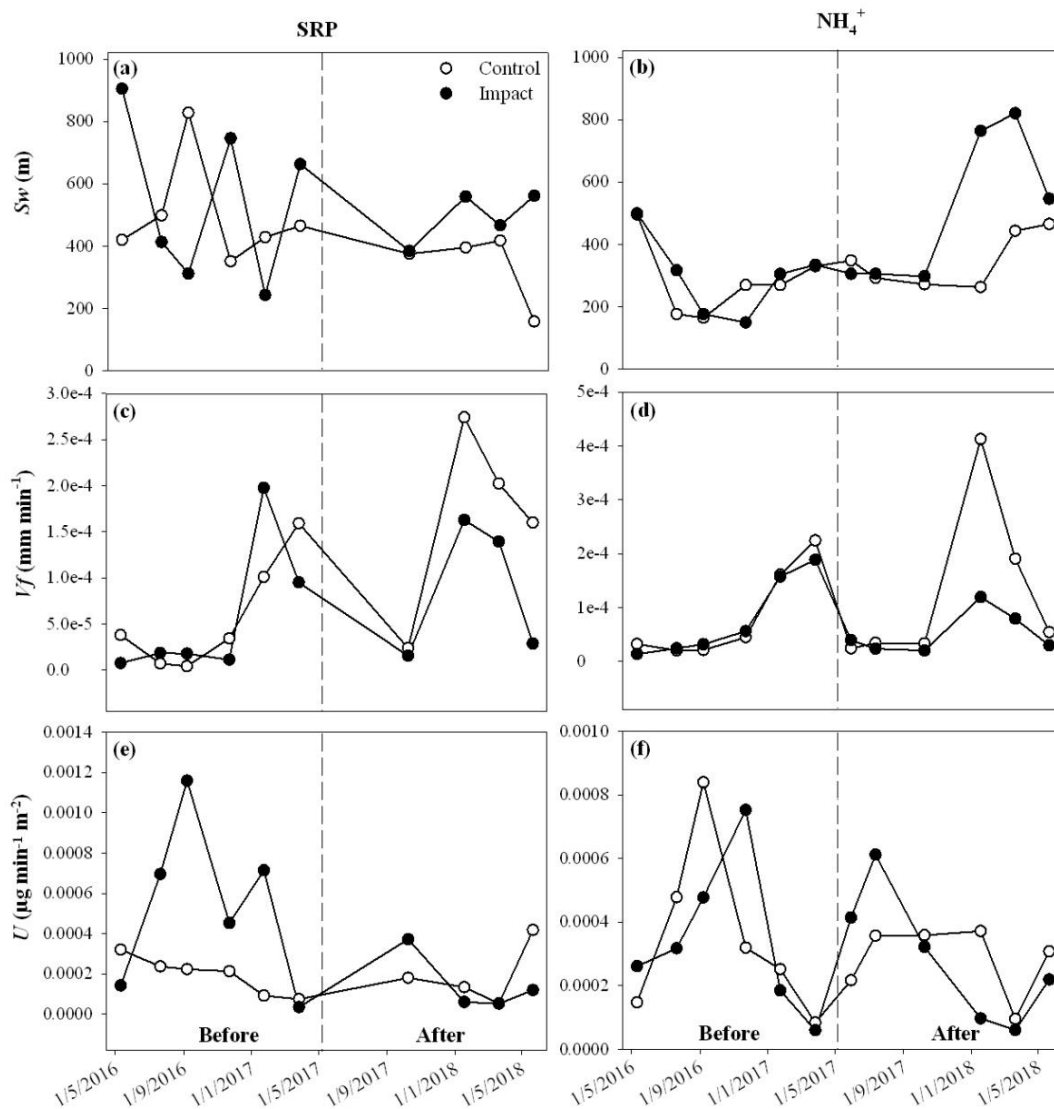 SRP
NH₄⁺
(a)
Control
Impact
1000
800
600
400
200
0
Sw (m)
(b)
1000
800
600
400
200
0
(c)
3.0e-4
2.5e-4
2.0e-4
1.5e-4
1.0e-4
5.0e-5
0.0
Vf (mm min⁻¹)
(d)
5e-4
4e-4
3e-4
2e-4
1e-4
0
(e)
0.0014
0.0012
0.0010
0.0008
0.0006
0.0004
0.0002
0.0000
U (µg min⁻¹ m⁻²)
Before
After
(f)
0.0010
0.0008
0.0006
0.0004
0.0002
0.0000
Before
After
1/5/2016
1/9/2016
1/1/2017
1/5/2017
1/9/2017
1/1/2018
1/5/2018
1/5/2016
1/9/2016
1/1/2017
1/5/2017
1/9/2017
1/1/2018
1/5/2018